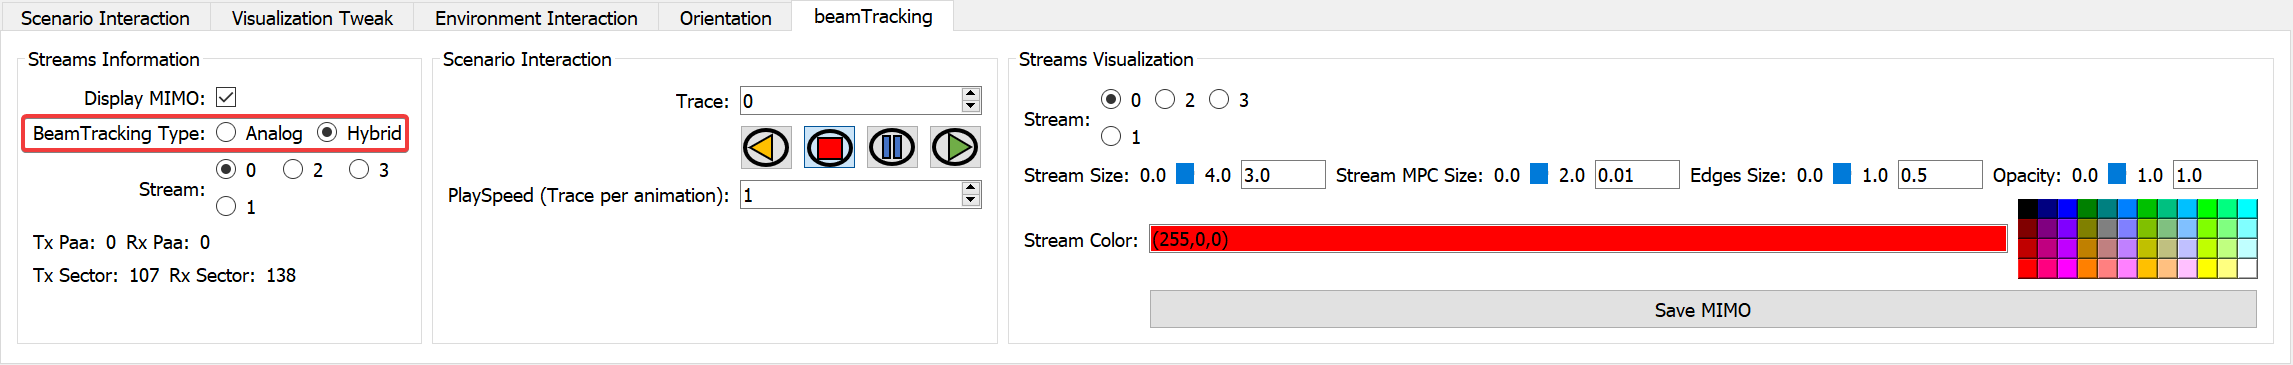 Scenario Interaction Visualization Tweak Environment Interaction Orientation beamTracking
Streams Information
Display MIMO:
BeamTracking Type: Analog Hybrid
0 2 3
Stream:
1
Tx Paa: 0 Rx Paa: 0
Tx Sector: 107 Rx Sector: 138
Scenario Interaction
Trace: 0
PlaySpeed (Trace per animation): 1
Streams Visualization
0 2 3
Stream:
1
Stream Size: 0.0 4.0 3.0 Stream MPC Size: 0.0 2.0 0.01 Edges Size: 0.0 1.0 0.5 Opacity: 0.0 1.0 1.0
Stream Color: (255,0,0)
Save MIMO